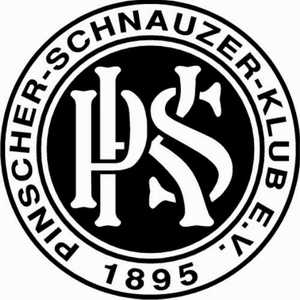 PINSCHER-SCHNAUZER-KLUB E.V.
PSK
1895